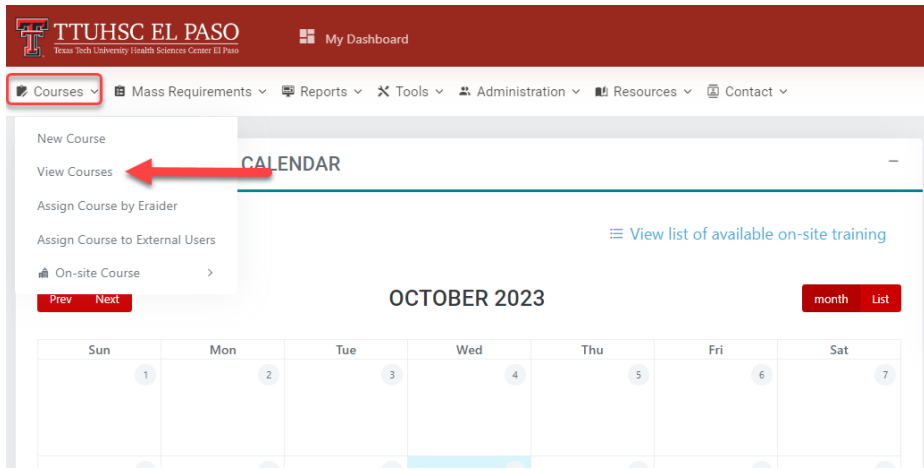 TTUHSC EL PASO
Texas Tech University Health Sciences Center El Paso
My Dashboard
Courses
Mass Requirements
Reports
Tools
Administration
Resources
Contact
New Course
View Courses
Assign Course by Eraider
Assign Course to External Users
On-site Course
CALENDAR
View list of available on-site training
Prev Next
OCTOBER 2023
month List
Sun Mon Tue Wed Thu Fri Sat
1 2 3 4 5 6 7